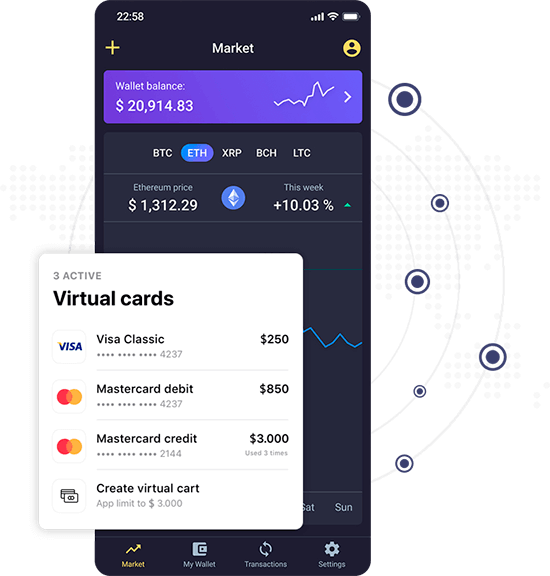 22:58
Market
Wallet balance:
$ 20,914.83
BTC ETH XRP BCH LTC
Ethereum price
$ 1,312.29
This week
+10.03 %
3 ACTIVE
Virtual cards
VISA
Visa Classic
$250
•••• •••• •••• 4237
Mastercard debit
$850
•••• •••• •••• 4237
Mastercard credit
$3.000
•••• •••• •••• 2144
Used 3 times
Create virtual cart
App limit to $ 3.000
Sun
Market My Wallet Transactions Settings